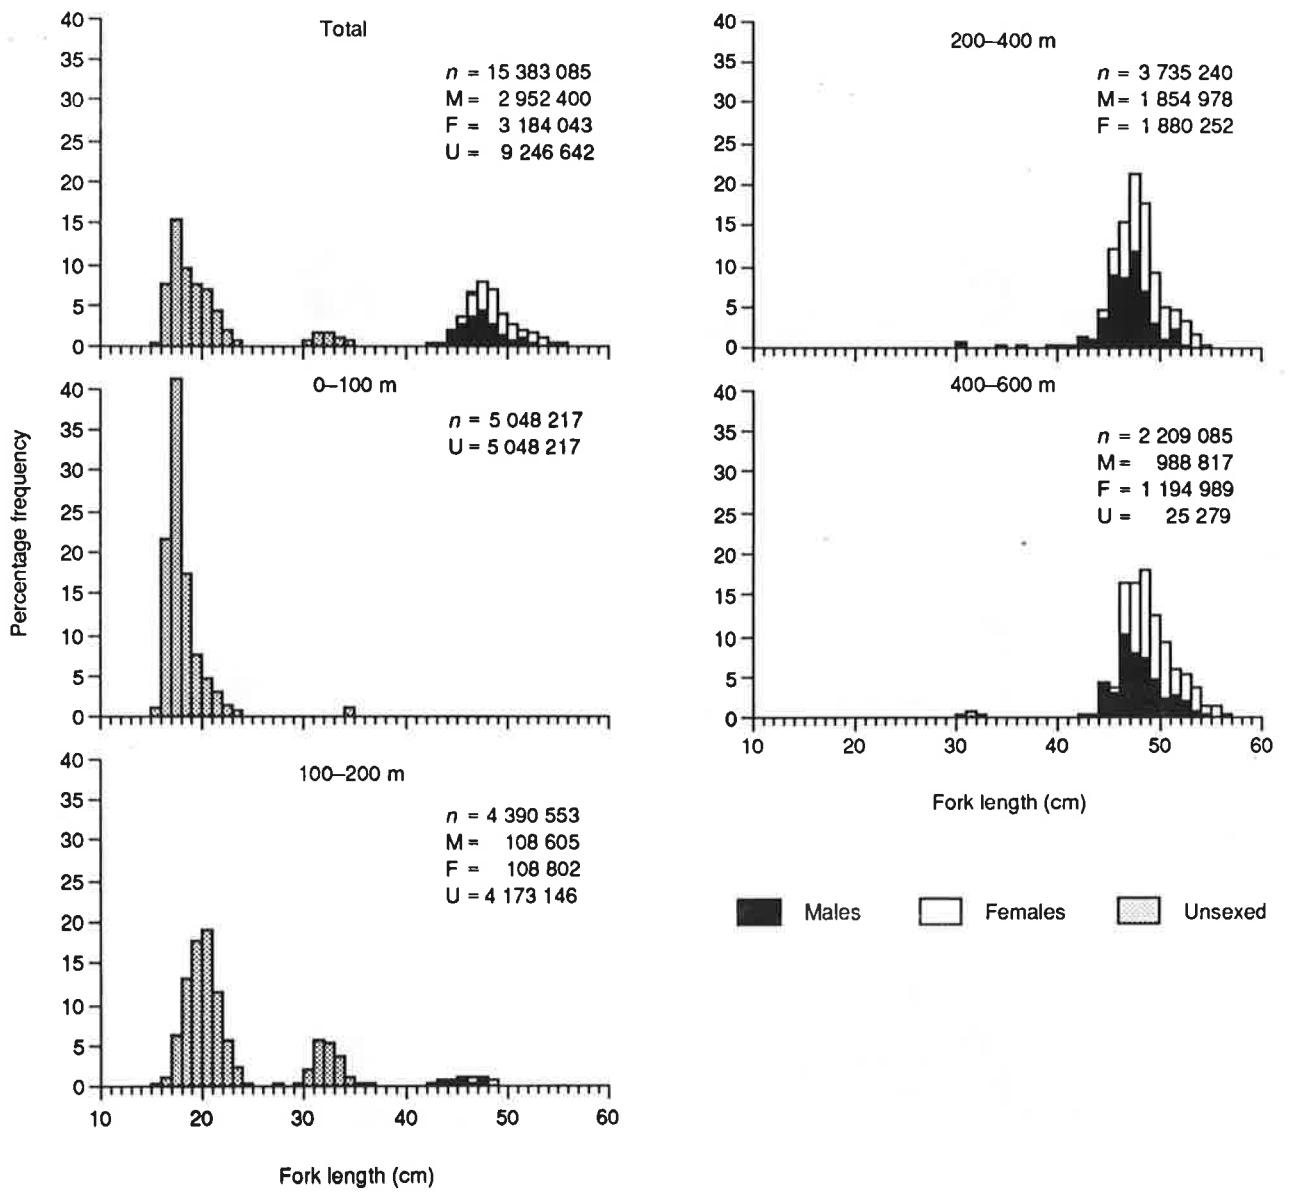 Total
n = 15 383 085
M = 2 952 400
F = 3 184 043
U = 9 246 642
40
35
30
25
20
15
10
5
0
0–100 m
n = 5 048 217
U = 5 048 217
40
35
30
25
20
15
10
5
0
Percentage frequency
100–200 m
n = 4 390 553
M = 108 605
F = 108 802
U = 4 173 146
40
35
30
25
20
15
10
5
0
10 20 30 40 50 60
Fork length (cm)
200–400 m
n = 3 735 240
M = 1 854 978
F = 1 880 252
40
35
30
25
20
15
10
5
0
400–600 m
n = 2 209 085
M = 988 817
F = 1 194 989
U = 25 279
40
35
30
25
20
15
10
5
0
10 20 30 40 50 60
Fork length (cm)
Males Females Unsexed